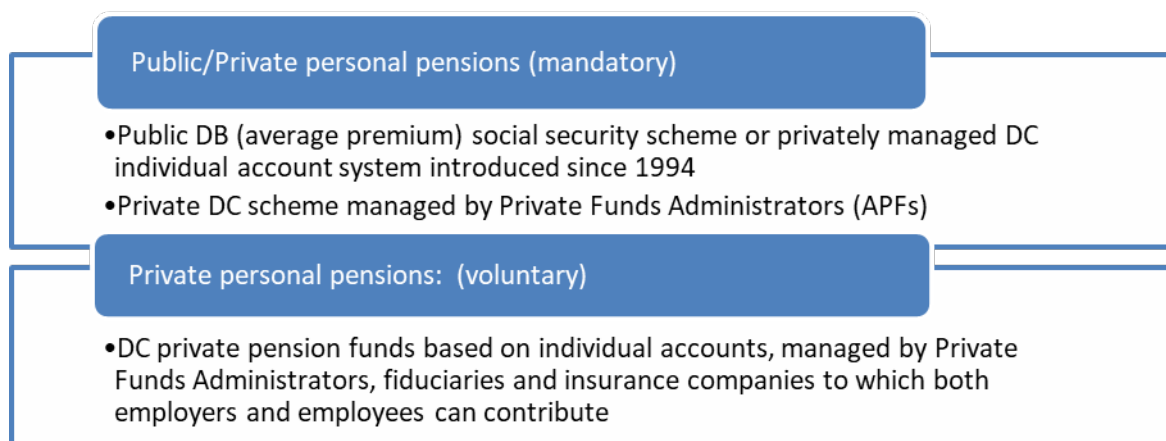 Public/Private personal pensions (mandatory)
•Public DB (average premium) social security scheme or privately managed DC
individual account system introduced since 1994
•Private DC scheme managed by Private Funds Administrators (APFs)
Private personal pensions:  (voluntary)
•DC private pension funds based on individual accounts, managed by Private
Funds Administrators, fiduciaries and insurance companies to which both
employers and employees can contribute